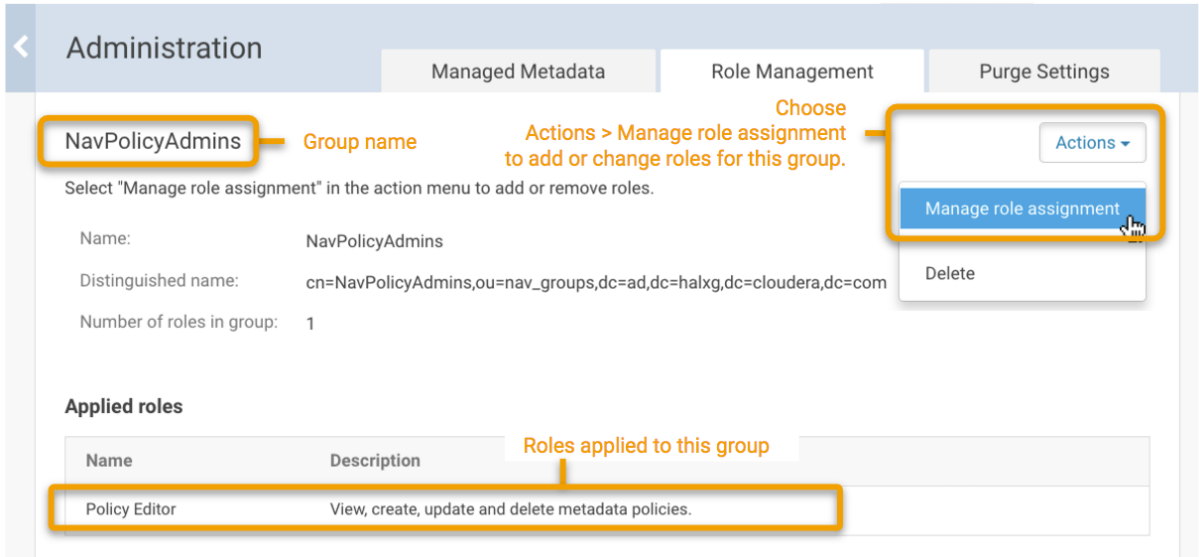 Administration
Managed Metadata
Role Management
Purge Settings
NavPolicyAdmins
Group name
Choose
Actions > Manage role assignment
to add or change roles for this group.
Actions
Select "Manage role assignment" in the action menu to add or remove roles.
Manage role assignment
Name:
NavPolicyAdmins
Distinguished name:
cn=NavPolicyAdmins,ou=nav_groups,dc=ad,dc=halxg,dc=cloudera,dc=com
Delete
Number of roles in group:
1
Applied roles
Roles applied to this group
Name
Description
Policy Editor
View, create, update and delete metadata policies.